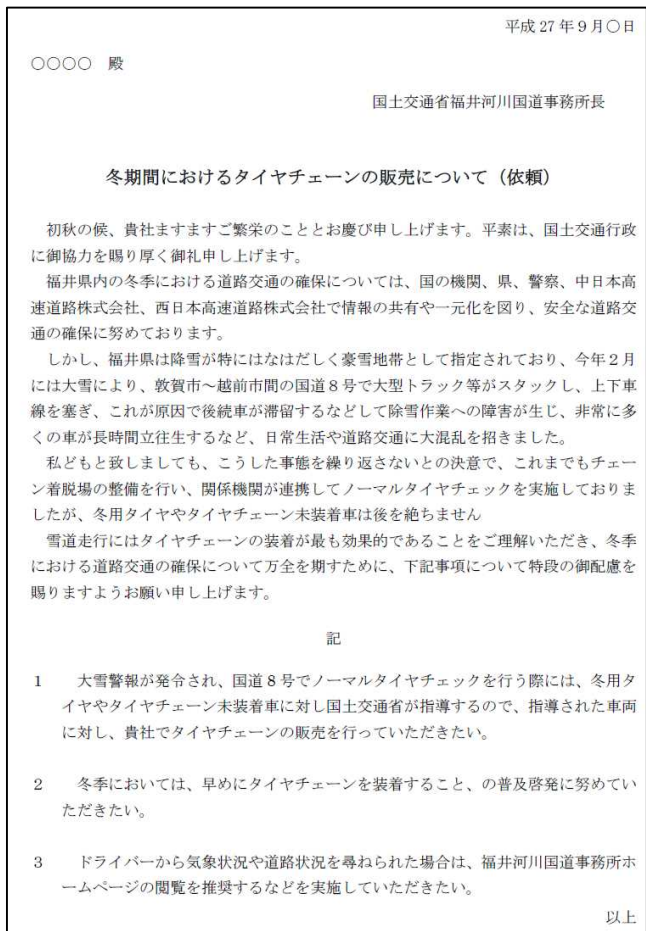 平成 27 年 9 月○日
○○○○　殿
国土交通省福井河川国道事務所長
冬期間におけるタイヤチェーンの販売について（依頼）
初秋の候、貴社ますますご繁栄のこととお慶び申し上げます。平素は、国土交通行政
に御協力を賜り厚く御礼申し上げます。
福井県内の冬季における道路交通の確保については、国の機関、県、警察、中日本高
速道路株式会社、西日本高速道路株式会社で情報の共有や一元化を図り、安全な道路交
通の確保に努めております。
しかし、福井県は降雪が特にはなはだしく豪雪地帯として指定されており、今年２月
には大雪により、敦賀市～越前市間の国道８号で大型トラック等がスタックし、上下車
線を塞ぎ、これが原因で後続車が滞留するなどして除雪作業への障害が生じ、非常に多
くの車が長時間立往生するなど、日常生活や道路交通に大混乱を招きました。
私どもと致しましても、こうした事態を繰り返さないとの決意で、これまでもチェー
ン着脱場の整備を行い、関係機関が連携してノーマルタイヤチェックを実施しておりま
したが、冬用タイヤやタイヤチェーン未装着車は後を絶ちません
雪道走行にはタイヤチェーンの装着が最も効果的であることをご理解いただき、冬季
における道路交通の確保について万全を期すために、下記事項について特段の御配慮を
賜りますようお願い申し上げます。
記
1　大雪警報が発令され、国道８号でノーマルタイヤチェックを行う際には、冬用タ
イヤやタイヤチェーン未装着車に対し国土交通省が指導するので、指導された車両
に対し、貴社でタイヤチェーンの販売を行っていただきたい。
2　冬季においては、早めにタイヤチェーンを装着すること、の普及啓発に努めてい
ただきたい。
3　ドライバーから気象状況や道路状況を尋ねられた場合は、福井河川国道事務所ホ
ームページの閲覧を推奨するなどを実施していただきたい。
以上